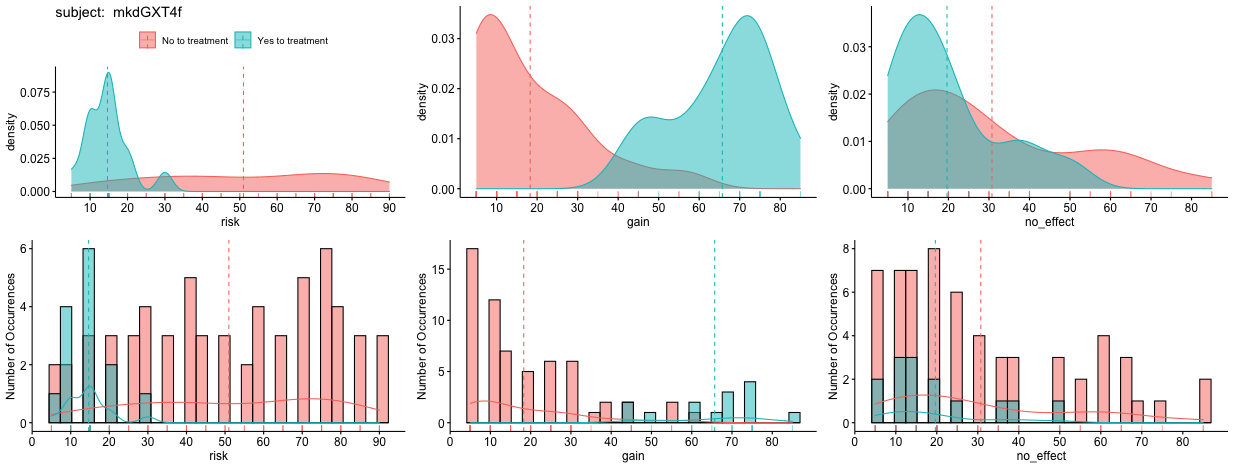 subject: mkdGXT4f
No to treatment
Yes to treatment
density
0.075
0.050
0.025
0.000
10 20 30 40 50 60 70 80 90
risk
density
0.03
0.02
0.01
0.00
10 20 30 40 50 60 70 80
gain
density
0.03
0.02
0.01
0.00
10 20 30 40 50 60 70 80
no_effect
Number of Occurrences
6
4
2
0
0 10 20 30 40 50 60 70 80 90
risk
Number of Occurrences
15
10
5
0
0 10 20 30 40 50 60 70 80
gain
Number of Occurrences
8
6
4
2
0
0 10 20 30 40 50 60 70 80
no_effect